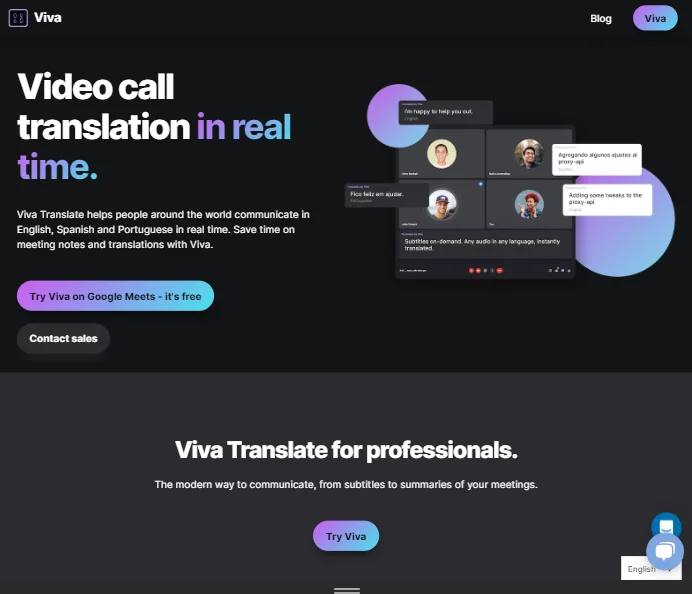 Viva
Blog
Viva
Video call
translation in real
time.
Viva Translate helps people around the world communicate in
English, Spanish and Portuguese in real time. Save time on
meeting notes and translations with Viva.
Try Viva on Google Meets - it's free
Contact sales
I'm happy to help you out.
English
Agregando algunos ajustes al
proxy-api
Fico feliz em ajudar.
Portuguese
Adding some tweaks to the
proxy-api
English
You
Subtitles on-demand. Any audio in any language, instantly
translated.
Viva Translate for professionals.
The modern way to communicate, from subtitles to summaries of your meetings.
Try Viva
English